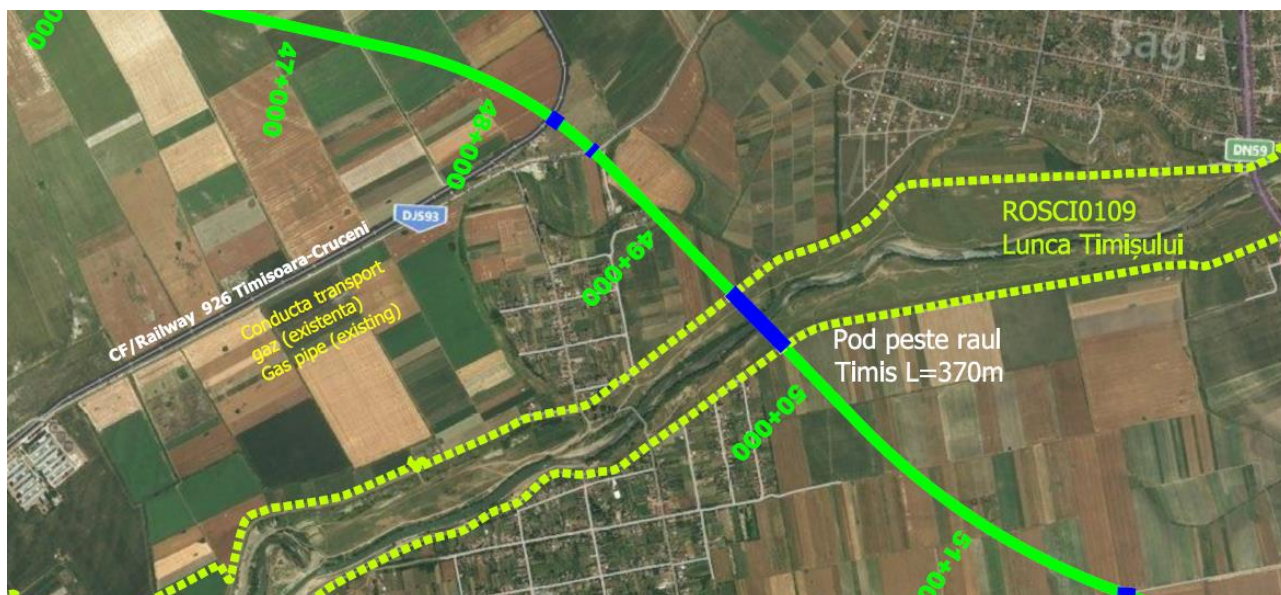 000
47+000
48+000
Şag
DN59
ROSCI0109
Lunca Timișului
DJ593
CF/Railway 926 Timisoara-Cruceni
Conducta transport
gaz (existenta)
Gas pipe (existing)
49+000
Pod peste raul
Timis L=370m
50+000
51+00